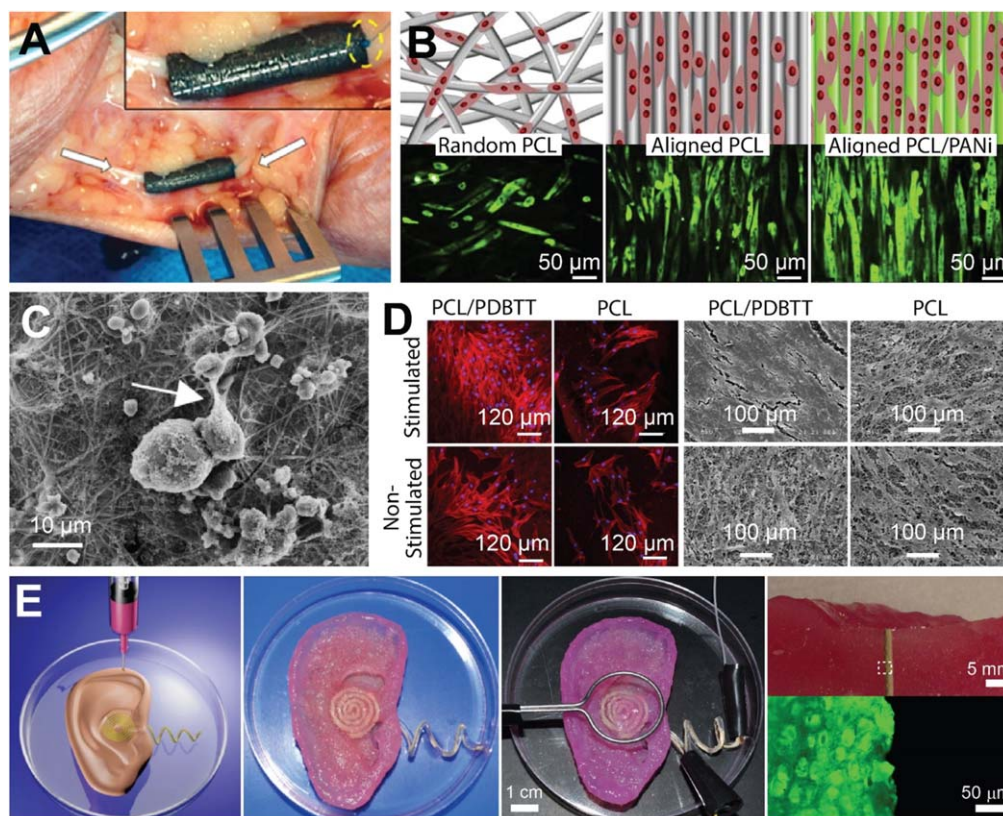 A
B
Random PCL
Aligned PCL
Aligned PCL/PANi
50 µm
50 µm
50 µm
C
10 µm
D
PCL/PDBTT
PCL
PCL/PDBTT
PCL
Stimulated
120 µm
120 µm
100 µm
100 µm
Non-
Stimulated
120 µm
120 µm
100 µm
100 µm
E
1 cm
5 mm
50 µm